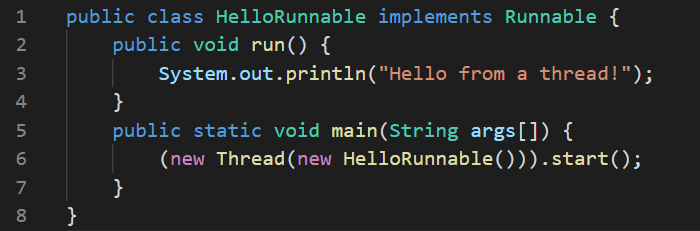 1 public class HelloRunnable implements Runnable {
2 public void run() {
3 System.out.println("Hello from a thread!");
4 }
5 public static void main(String args[]) {
6 (new Thread(new HelloRunnable())).start();
7 }
8 }